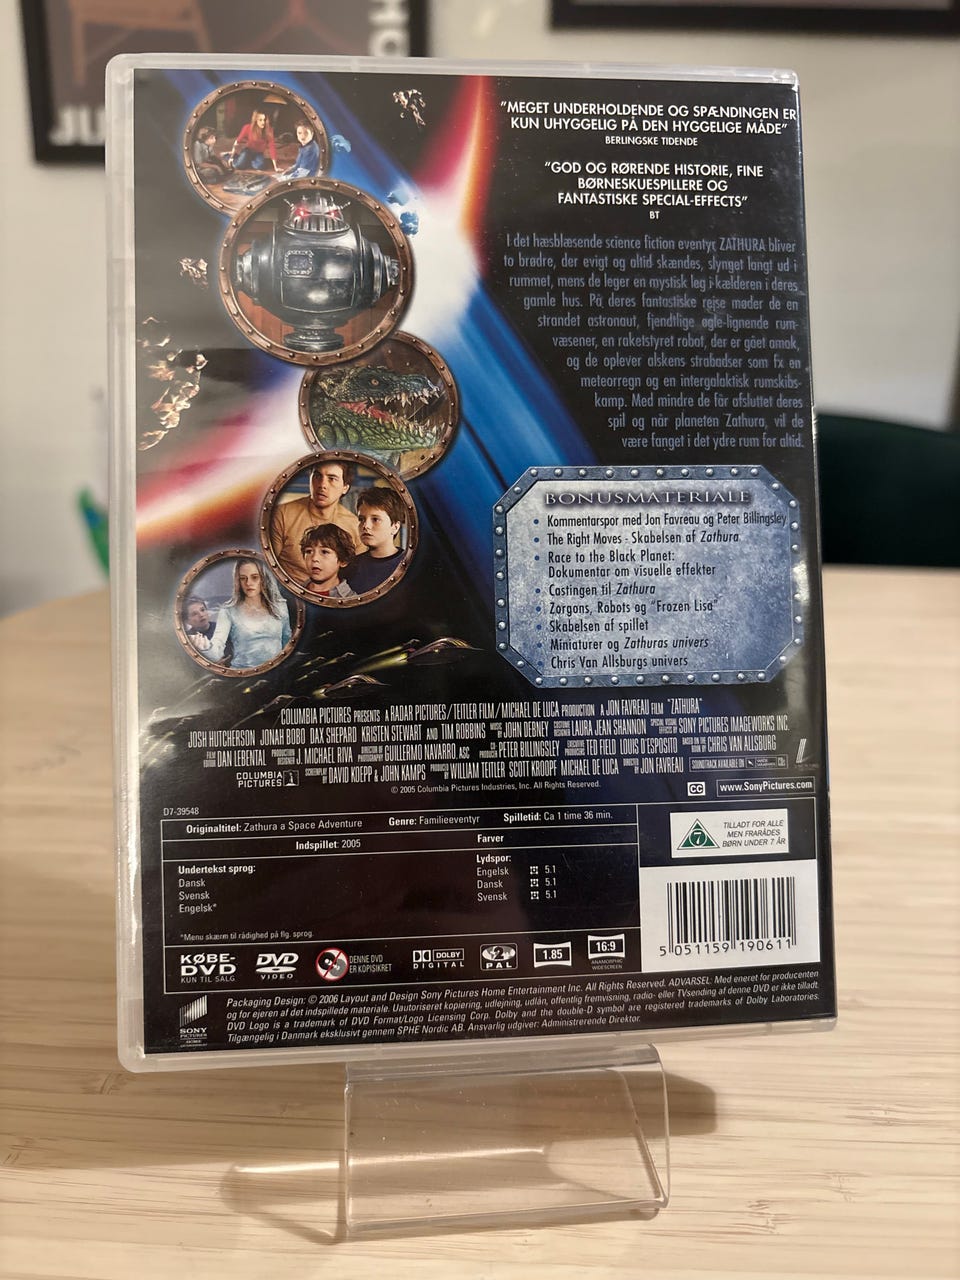 "MEGET UNDERHOLDENDE OG SPÆNDINGEN ER
KUN UHYGGELIG PÅ DEN HYGGELIGE MÅDE"
BERLINGSKE TIDENDE
"GOD OG RØRENDE HISTORIE, FINE
BØRNESKUESPILLERE OG
FANTASTISKE SPECIAL-EFFECTS"
BT
I det hæsblæsende science fiction eventyr ZATHURA bliver
to brødre, der evigt og altid skændes, slynget langt ud i
rummet, mens de leger en mystisk leg i kælderen i deres
gamle hus. På deres fantastiske rejse møder de en
strandet astronaut, fjendtlige øgle-lignende rum-
væsener, en raketstyret robot, der er gået amok,
og de oplever alskens strabadser som fx en
meteorregn og en intergalaktisk rumskibs-
kamp. Med mindre de får afsluttet deres
spil og når planeten Zathura, vil de
være fanget i det ydre rum for altid.
BONUSMATERIALE
• Kommentarspor med Jon Favreau og Peter Billingsley
• The Right Moves - Skabelsen af Zathura
• Race to the Black Planet:
Dokumentar om visuelle effekter
• Castingen til Zathura
• Zorgons, Robots og "Frozen Lisa"
• Skabelsen af spillet
• Miniaturer og Zathuras univers
• Chris Van Allsburgs univers
COLUMBIA PICTURES PRESENTS A RADAR PICTURES/TEITLER FILM/MICHAEL DE LUCA PRODUCTION A JON FAVREAU FILM "ZATHURA"
JOSH HUTCHERSON JONAH BOBO DAX SHEPARD KRISTEN STEWART AND TIM ROBBINS MUSIC BY JOHN DEBNEY COSTUME DESIGNER LAURA JEAN SHANNON SPECIAL VISUAL EFFECTS BY SONY PICTURES IMAGEWORKS INC.
FILM EDITOR DAN LEBENTAL PRODUCTION DESIGNER J. MICHAEL RIVA DIRECTOR OF PHOTOGRAPHY GUILLERMO NAVARRO, ASC CO-PRODUCER PETER BILLINGSLEY EXECUTIVE PRODUCERS TED FIELD LOUIS D'ESPOSITO BASED ON THE BOOK BY CHRIS VAN ALLSBURG
COLUMBIA PICTURES SCREENPLAY BY DAVID KOEPP & JOHN KAMPS PRODUCED BY WILLIAM TEITLER SCOTT KROOPF MICHAEL DE LUCA DIRECTED BY JON FAVREAU SOUNDTRACK AVAILABLE ON
© 2005 Columbia Pictures Industries, Inc. All Rights Reserved.
CC www.SonyPictures.com
D7-39548
Originaltitel: Zathura a Space Adventure Genre: Familieeventyr Spilletid: Ca 1 time 36 min.
Indspillet: 2005 Farver
Undertekst sprog:
Dansk
Svensk
Engelsk*
Lydspor:
Engelsk 5.1
Dansk 5.1
Svensk 5.1
*Menu skærm til rådighed på flg. sprog.
7 TILLADT FOR ALLE
MEN FRARÅDES
BØRN UNDER 7 ÅR
5 051159 190611
KØBE-
DVD
KUN TIL SALG
DVD
VIDEO
DENNE DVD
ER KOPISIKRET
DOLBY
DIGITAL
2
PAL
1.85
16:9
ANAMORPHIC
WIDESCREEN
SONY
PICTURES
HOME
Packaging Design: © 2006 Layout and Design Sony Pictures Home Entertainment Inc. All Rights Reserved. ADVARSEL: Med eneret for producenten
og for ejeren af det indspillede materiale. Uautoriseret kopiering, udlejning, udlån, offentlig fremvisning, radio- eller TVsending af denne DVD er ikke tilladt.
DVD Logo is a trademark of DVD Format/Logo Licensing Corp. Dolby and the double-D symbol are registered trademarks of Dolby Laboratories.
Tilgængelig i Danmark eksklusivt gennem SPHE Nordic AB. Ansvarlig udgiver: Administrerende Direktør.